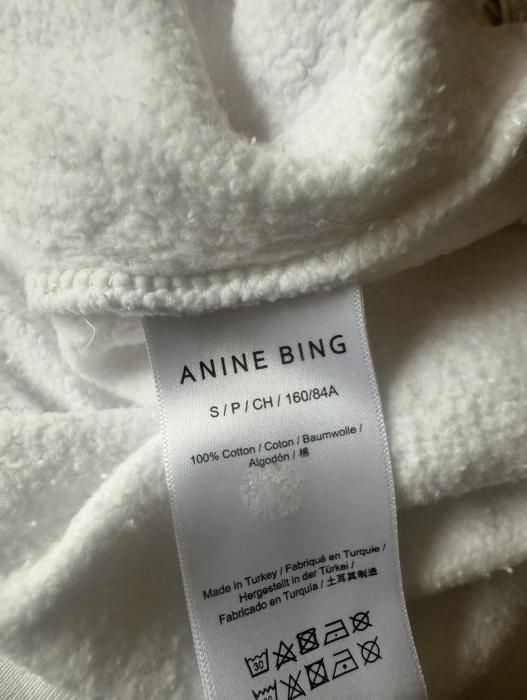 ANINE BING
S / P / CH / 160/84A
100% Cotton / Coton / Baumwolle /
Algodón / 棉
Made in Turkey / Fabriqué en Turquie /
Hergestellt in der Türkei /
Fabricado en Turquía / 土耳其制造
30